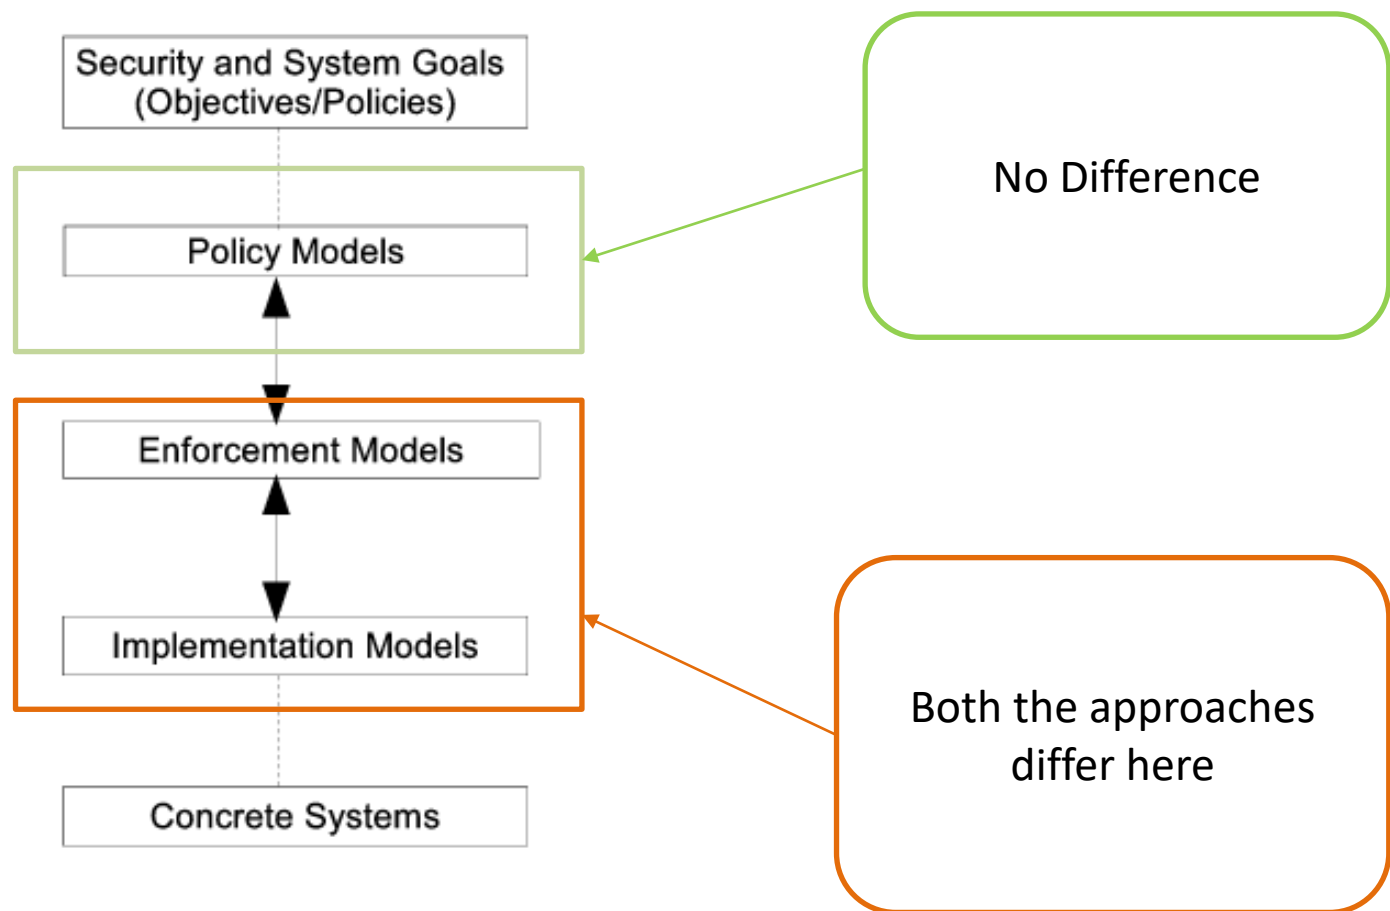 Security and System Goals
(Objectives/Policies)
Policy Models
Enforcement Models
Implementation Models
Concrete Systems
No Difference
Both the approaches
differ here